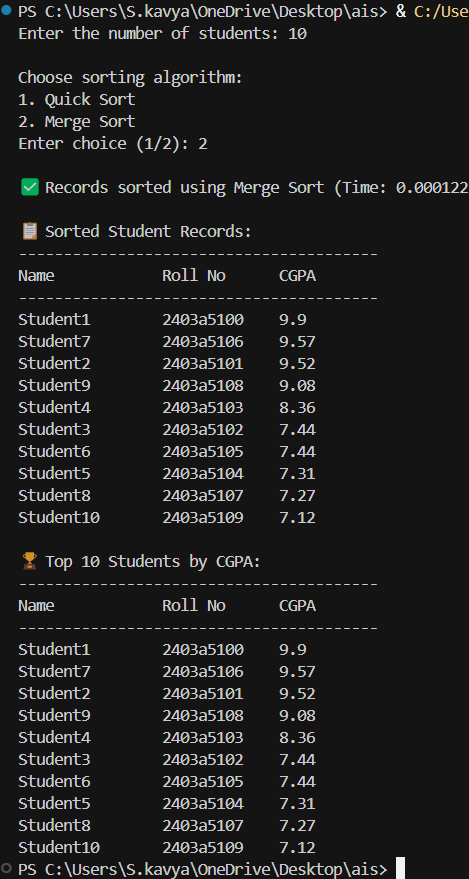 PS C:\Users\S.kavya\OneDrive\Desktop\ais> & C:/Use
Enter the number of students: 10
Choose sorting algorithm:
1. Quick Sort
2. Merge Sort
Enter choice (1/2): 2
✅ Records sorted using Merge Sort (Time: 0.000122
📋 Sorted Student Records:
----------------------------------------
Name Roll No CGPA
----------------------------------------
Student1 2403a5100 9.9
Student7 2403a5106 9.57
Student2 2403a5101 9.52
Student9 2403a5108 9.08
Student4 2403a5103 8.36
Student3 2403a5102 7.44
Student6 2403a5105 7.44
Student5 2403a5104 7.31
Student8 2403a5107 7.27
Student10 2403a5109 7.12
🏆 Top 10 Students by CGPA:
----------------------------------------
Name Roll No CGPA
----------------------------------------
Student1 2403a5100 9.9
Student7 2403a5106 9.57
Student2 2403a5101 9.52
Student9 2403a5108 9.08
Student4 2403a5103 8.36
Student3 2403a5102 7.44
Student6 2403a5105 7.44
Student5 2403a5104 7.31
Student8 2403a5107 7.27
Student10 2403a5109 7.12
PS C:\Users\S.kavya\OneDrive\Desktop\ais>